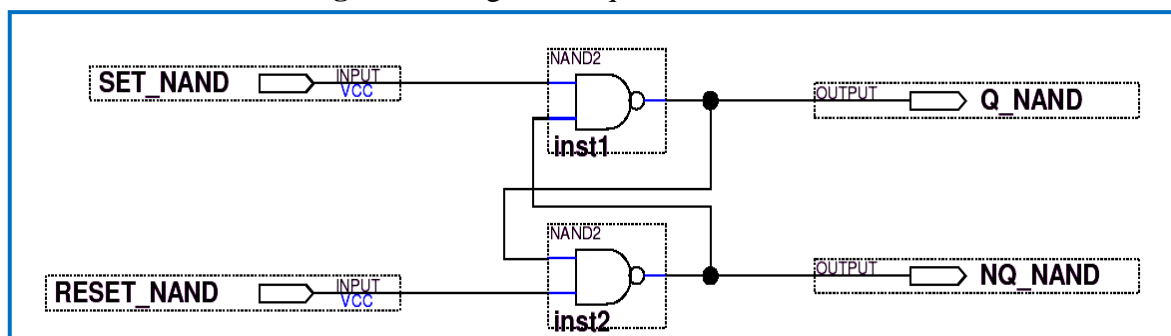 NAND2
SET_NAND
INPUT
VCC
OUTPUT
Q_NAND
inst1
NAND2
RESET_NAND
INPUT
VCC
OUTPUT
NQ_NAND
inst2